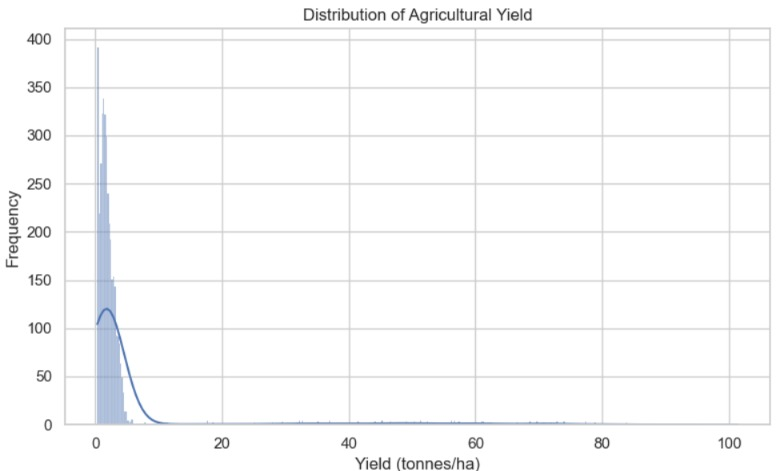 Distribution of Agricultural Yield
400
350
300
250
200
150
100
50
0
Frequency
0 20 40 60 80 100
Yield (tonnes/ha)